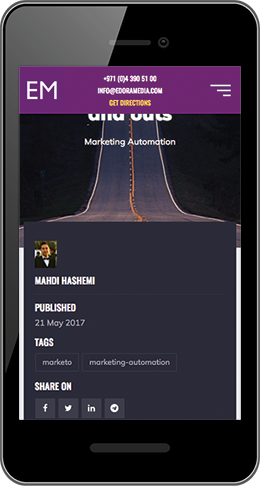 EM
+971 (0)4 390 51 00
INFO@EDORAMEDIA.COM
GET DIRECTIONS
and outs
Marketing Automation
MAHDI HASHEMI
PUBLISHED
21 May 2017
TAGS
marketo
marketing-automation
SHARE ON